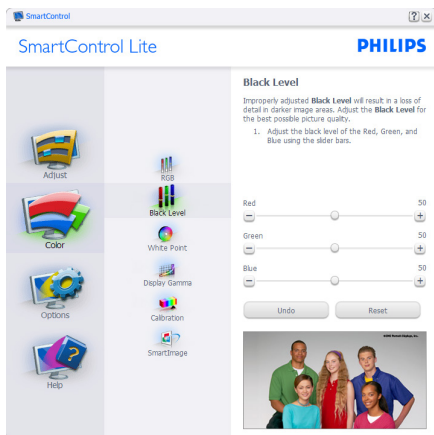 SmartControl
SmartControl Lite
PHILIPS
Adjust
Color
Options
Help
RGB
Black Level
White Point
Display Gamma
Calibration
SmartImage
Black Level
Improperly adjusted Black Level will result in a loss of
detail in darker image areas. Adjust the Black Level for
the best possible picture quality.
1. Adjust the black level of the Red, Green, and
Blue using the slider bars.
Red 50
Green 50
Blue 50
Undo Reset